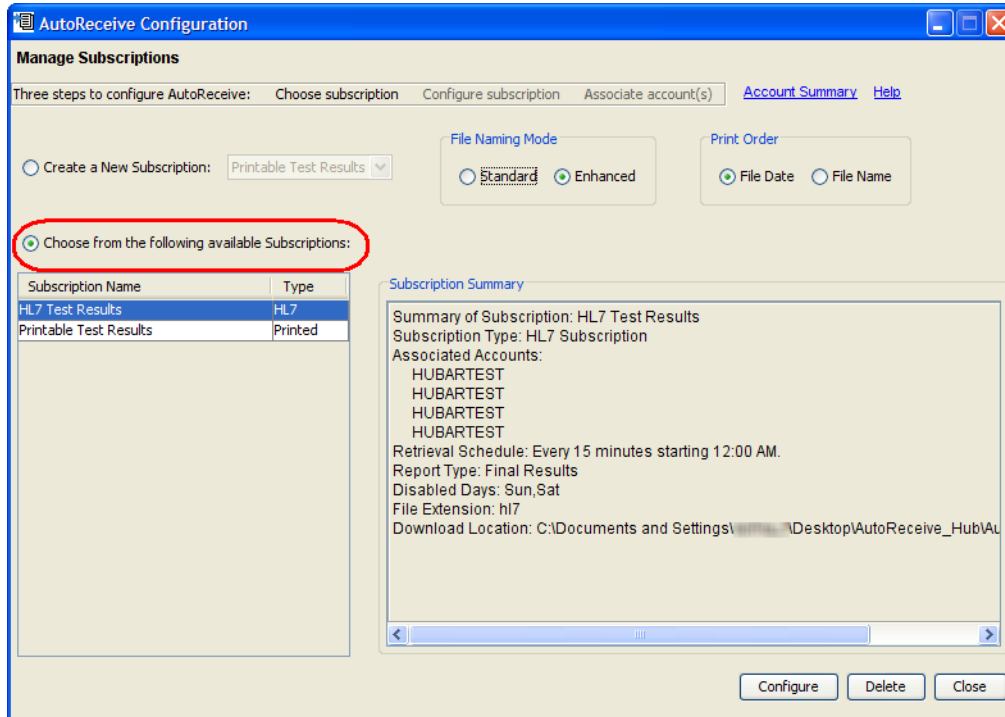 AutoReceive Configuration
Manage Subscriptions
Three steps to configure AutoReceive: Choose subscription Configure subscription Associate account(s) Account Summary Help
File Naming Mode
Print Order
Create a New Subscription: Printable Test Results
Standard Enhanced
File Date File Name
Choose from the following available Subscriptions:
Subscription Name Type
HL7 Test Results HL7
Printable Test Results Printed
Subscription Summary
Summary of Subscription: HL7 Test Results
Subscription Type: HL7 Subscription
Associated Accounts:
HUBARTEST
HUBARTEST
HUBARTEST
HUBARTEST
Retrieval Schedule: Every 15 minutes starting 12:00 AM.
Report Type: Final Results
Disabled Days: Sun,Sat
File Extension: hl7
Download Location: C:\Documents and Settings\ \Desktop\AutoReceive_Hub\Au
Configure Delete Close